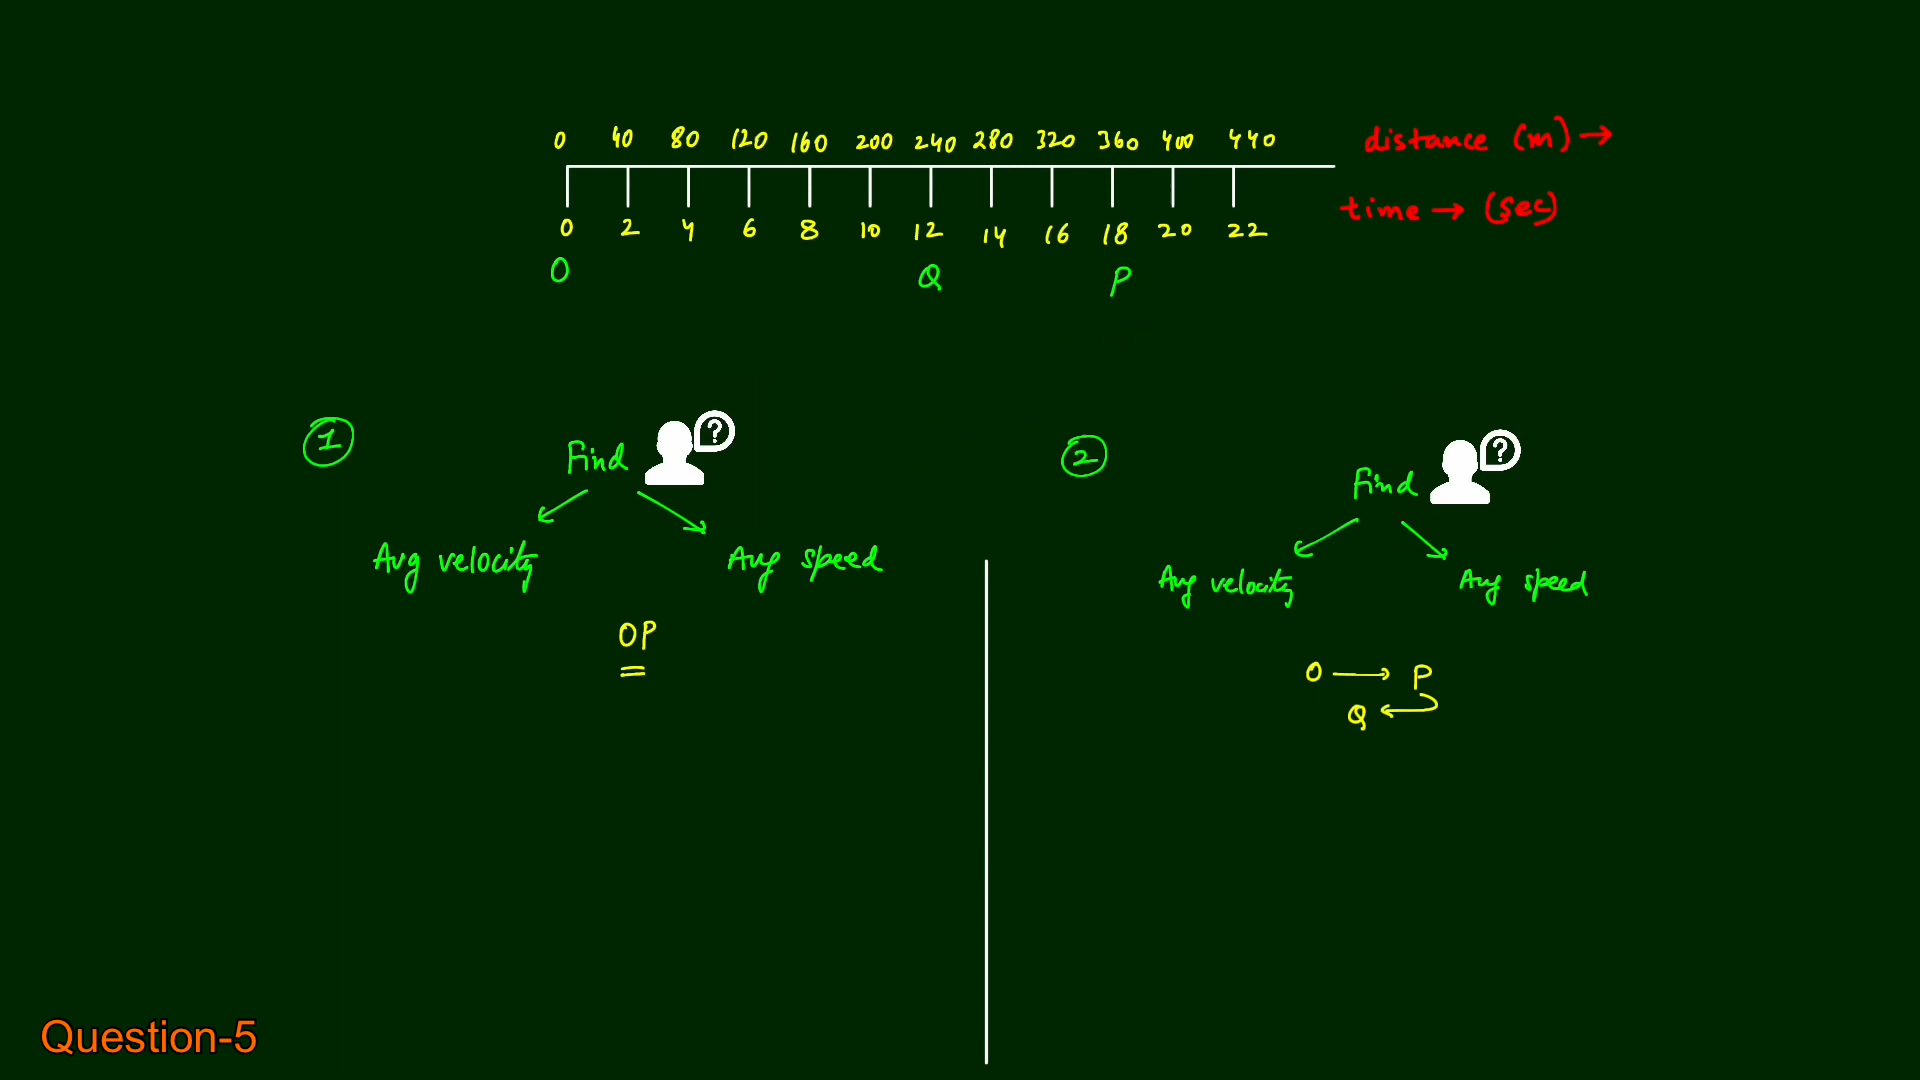 0 40 80 120 160 200 240 280 320 360 400 440 distance (m) →
0 2 4 6 8 10 12 14 16 18 20 22 time → (sec)
O Q P
1
Find ?
Avg velocity Avg speed
OP
2
Find ?
Avg velocity Avg speed
O → P
Q ←
Question-5